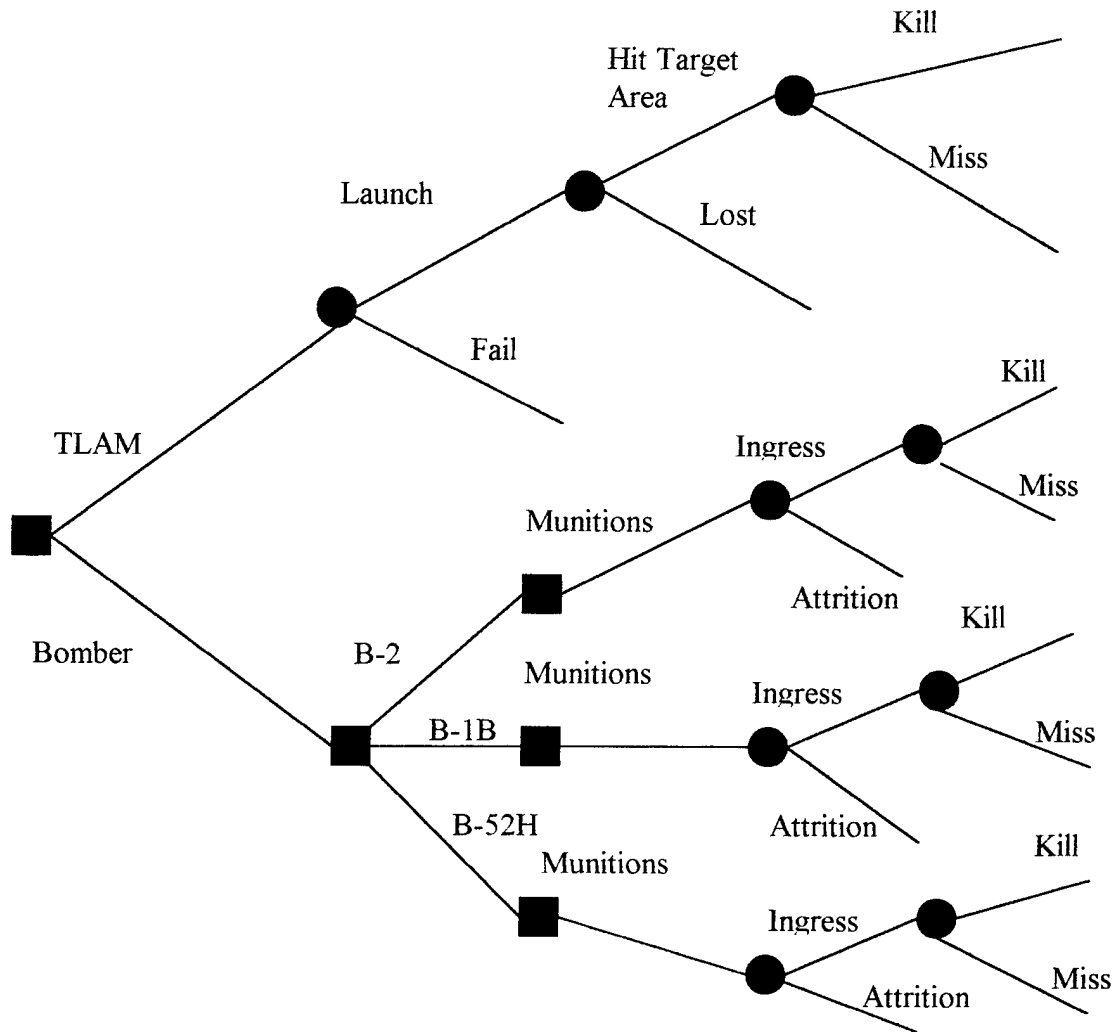 Kill
Hit Target
Area
Miss
Launch
Lost
Fail
Kill
TLAM
Ingress
Miss
Munitions
Attrition
Kill
Bomber
B-2
Munitions
Ingress
B-1B
Miss
B-52H
Attrition
Munitions
Kill
Ingress
Miss
Attrition